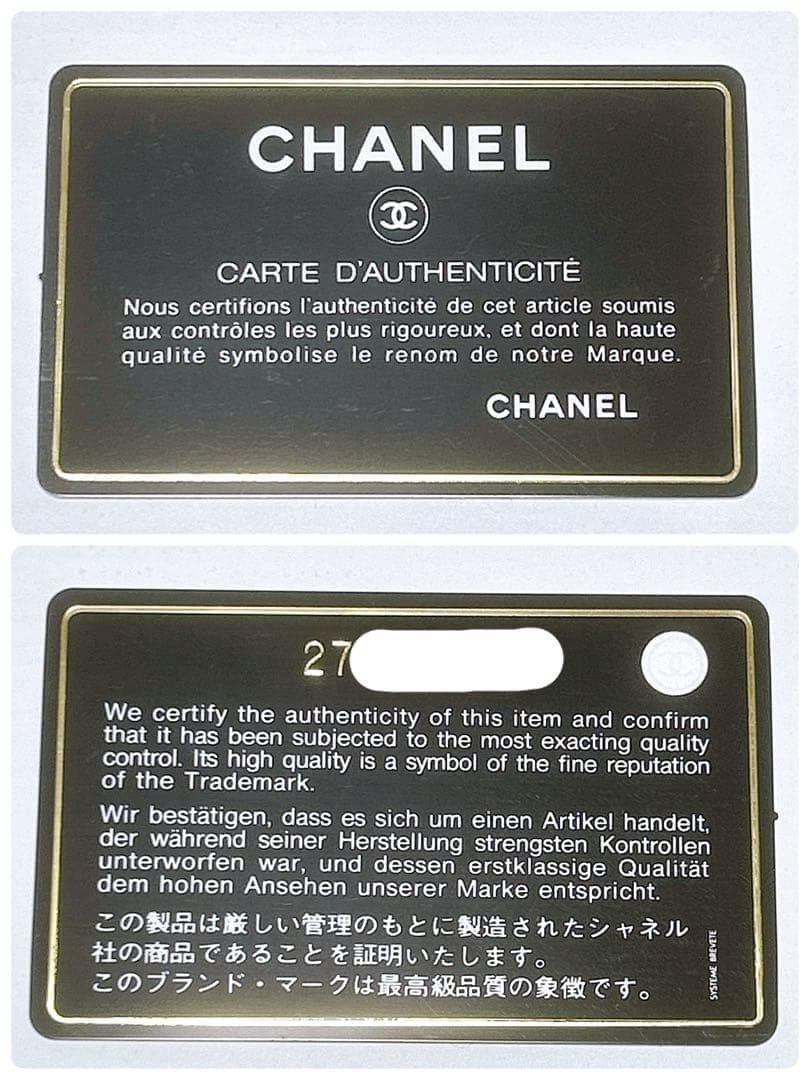 CHANEL
CARTE D'AUTHENTICITÉ
Nous certifions l'authenticité de cet article soumis
aux contrôles les plus rigoureux, et dont la haute
qualité symbolise le renom de notre Marque.
CHANEL
27
We certify the authenticity of this item and confirm
that it has been subjected to the most exacting quality
control. Its high quality is a symbol of the fine reputation
of the Trademark.
Wir bestätigen, dass es sich um einen Artikel handelt,
der während seiner Herstellung strengsten Kontrollen
unterworfen war, und dessen erstklassige Qualität
dem hohen Ansehen unserer Marke entspricht.
この製品は厳しい管理のもとに製造されたシャネル
社の商品であることを証明いたします。
このブランド・マークは最高級品質の象徴です。
SYSTEME BREVETE